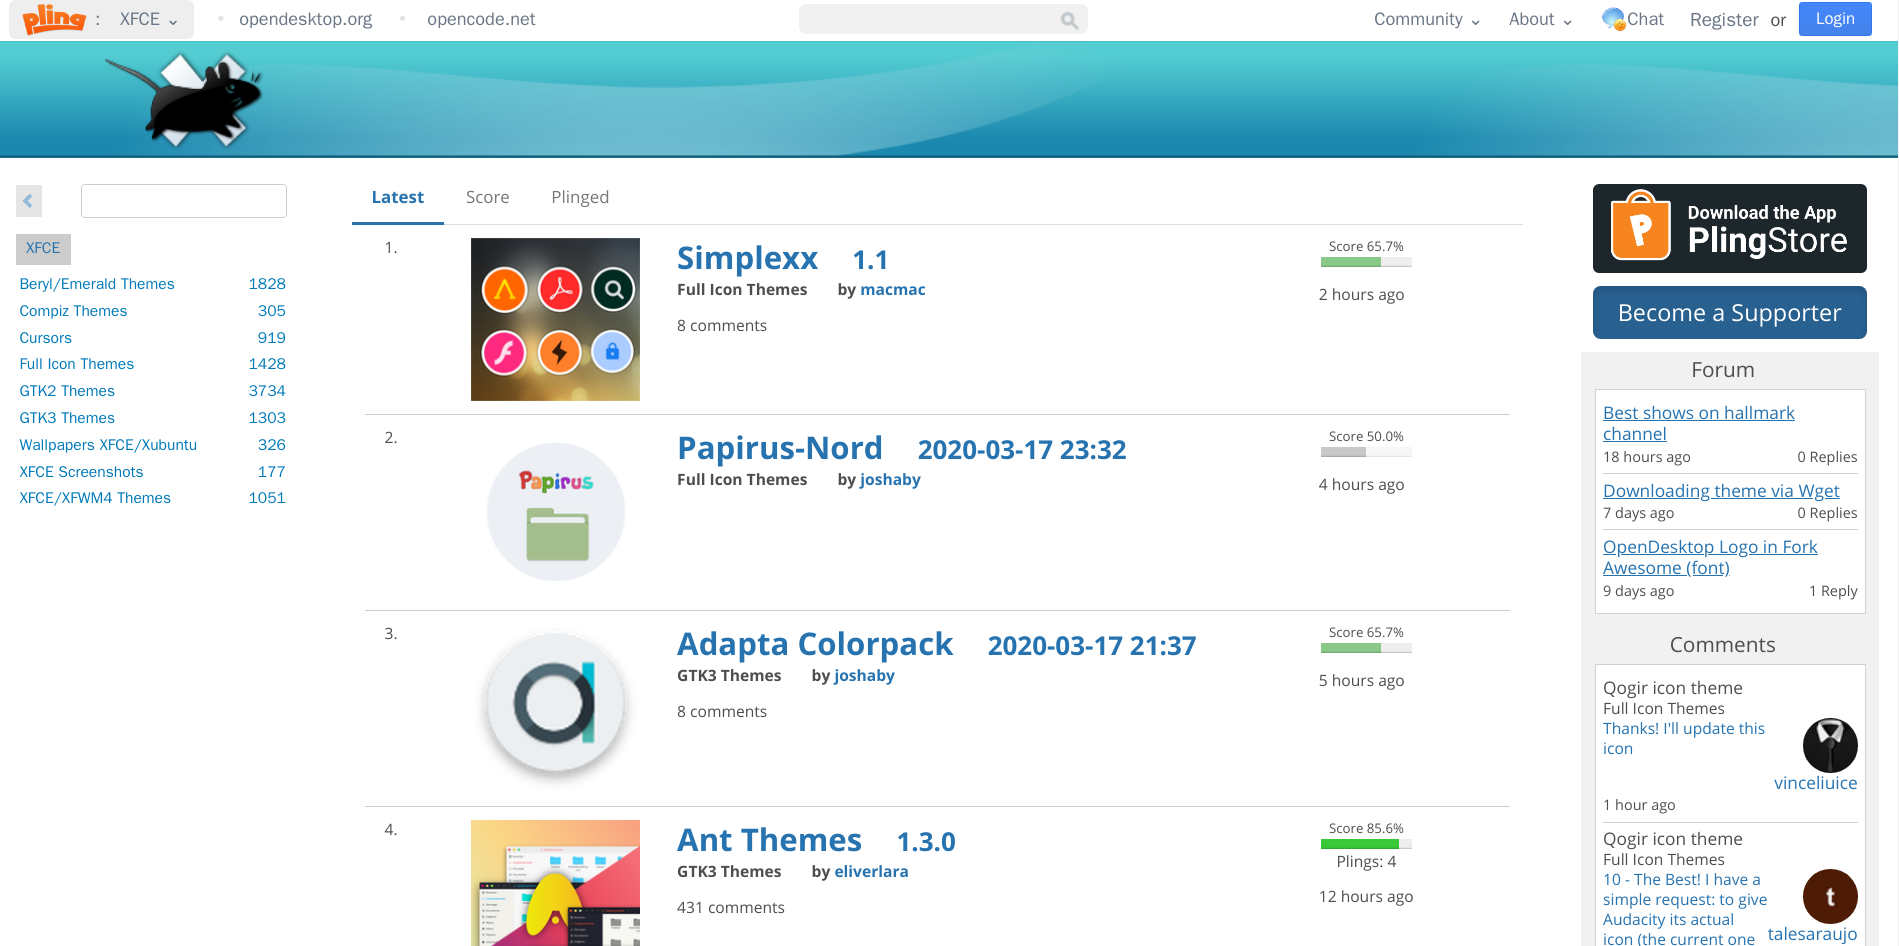 pling : XFCE opendesktop.org opencode.net Community About Chat Register or Login
XFCE
Beryl/Emerald Themes 1828
Compiz Themes 305
Cursors 919
Full Icon Themes 1428
GTK2 Themes 3734
GTK3 Themes 1303
Wallpapers XFCE/Xubuntu 326
XFCE Screenshots 177
XFCE/XFWM4 Themes 1051
Latest Score Plinged
1.
Simplexx 1.1
Full Icon Themes by macmac
8 comments
Score 65.7%
2 hours ago
2.
Papirus
Papirus-Nord 2020-03-17 23:32
Full Icon Themes by joshaby
Score 50.0%
4 hours ago
3.
Adapta Colorpack 2020-03-17 21:37
GTK3 Themes by joshaby
8 comments
Score 65.7%
5 hours ago
4.
Ant Themes 1.3.0
GTK3 Themes by eliverlara
431 comments
Score 85.6%
Plings: 4
12 hours ago
P
Download the App
PlingStore
Become a Supporter
Forum
Best shows on hallmark
channel
18 hours ago 0 Replies
Downloading theme via Wget
7 days ago 0 Replies
OpenDesktop Logo in Fork
Awesome (font)
9 days ago 1 Reply
Comments
Qogir icon theme
Full Icon Themes
Thanks! I'll update this
icon
vinceliuice
1 hour ago
Qogir icon theme
Full Icon Themes
10 - The Best! I have a
simple request: to give
Audacity its actual
icon (the current one
t
talesaraujo